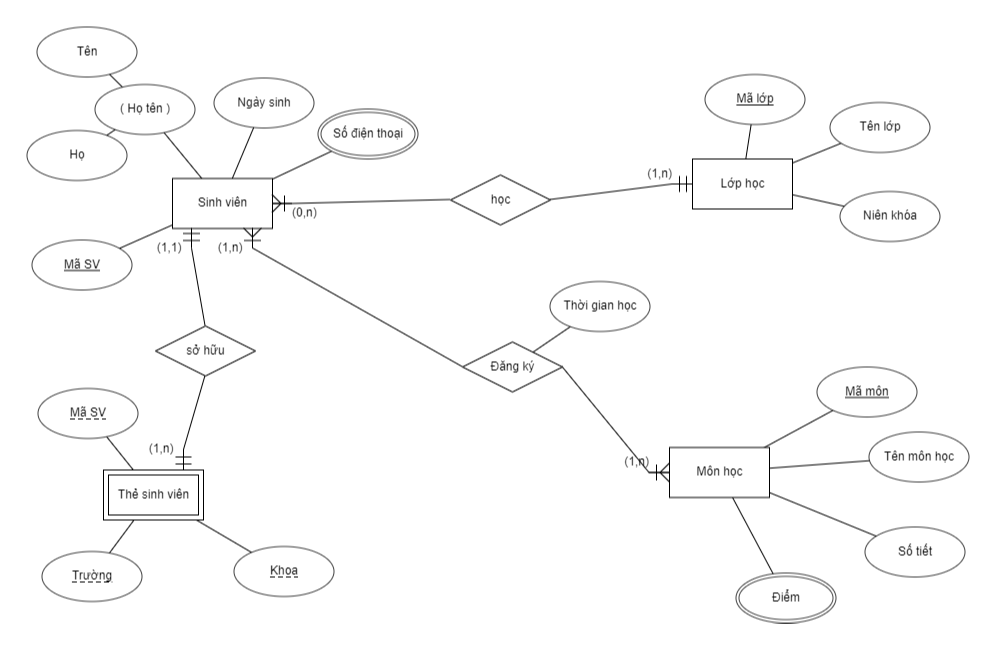 Tên
( Họ tên )
Họ
Ngày sinh
Số điện thoại
Sinh viên
Mã SV
(0,n)
học
(1,n)
Lớp học
Mã lớp
Tên lớp
Niên khóa
(1,1)
(1,n)
sở hữu
(1,n)
Mã SV
Thẻ sinh viên
Trường
Khoa
Thời gian học
Đăng ký
(1,n)
Môn học
Mã môn
Tên môn học
Số tiết
Điểm